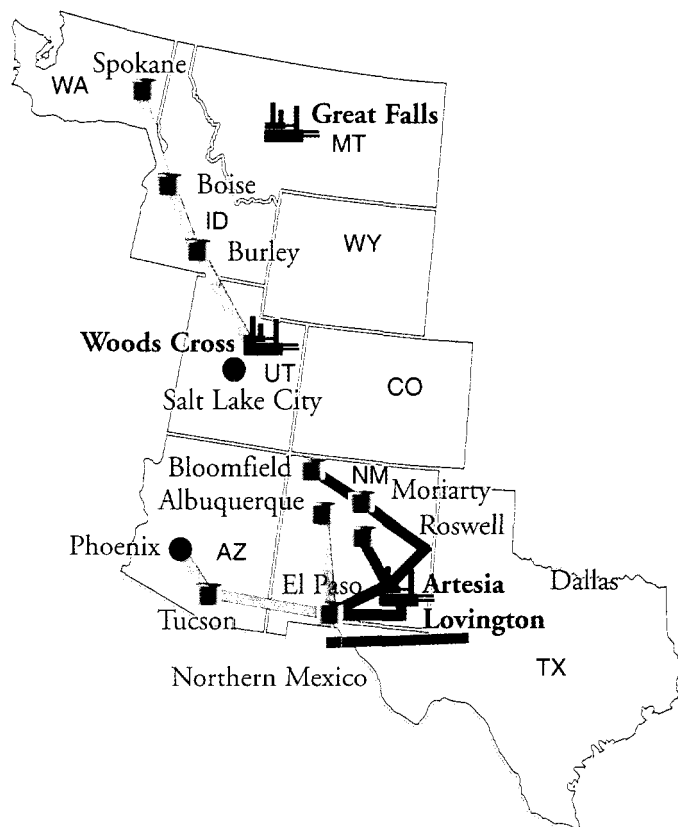 Spokane
WA
Great Falls
MT
Boise
ID
Burley
WY
Woods Cross
UT
CO
Salt Lake City
Bloomfield
NM
Moriarty
Albuquerque
Roswell
Phoenix
AZ
El Paso
Artesia
Dallas
Tucson
Lovington
Northern Mexico
TX